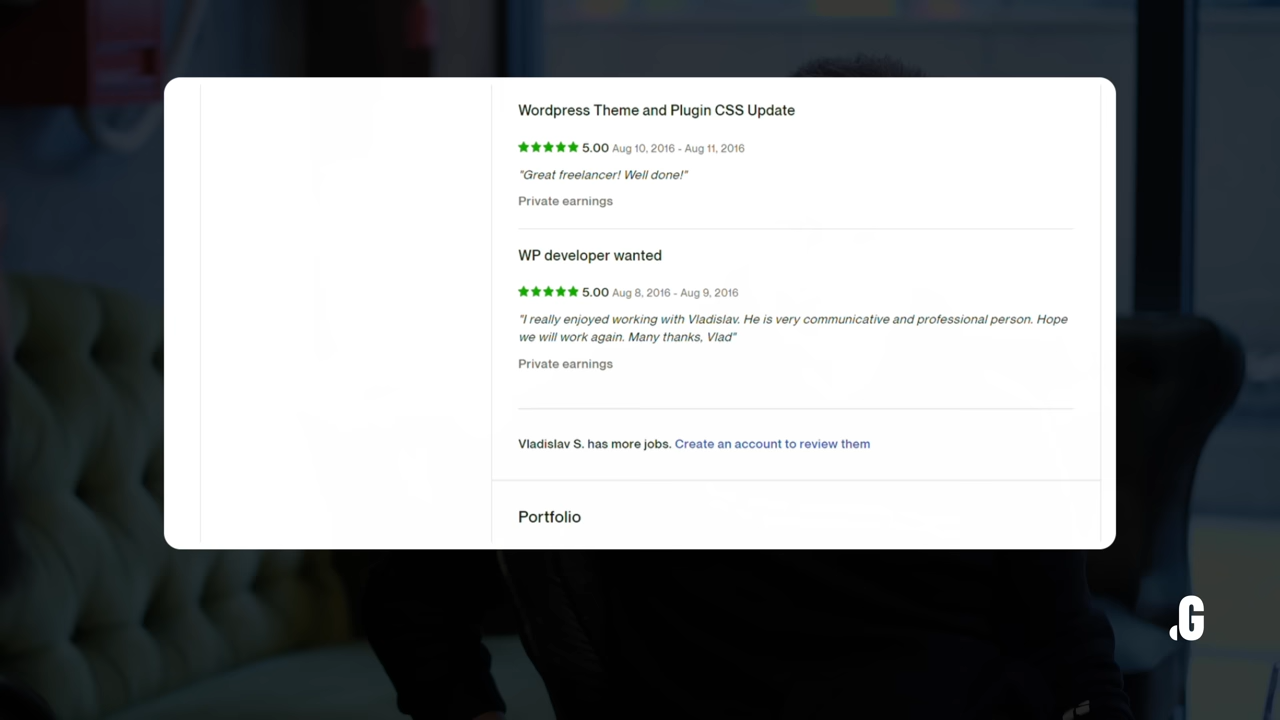 Wordpress Theme and Plugin CSS Update
5.00 Aug 10, 2016 - Aug 11, 2016
"Great freelancer! Well done!"
Private earnings
WP developer wanted
5.00 Aug 8, 2016 - Aug 9, 2016
"I really enjoyed working with Vladislav. He is very communicative and professional person. Hope
we will work again. Many thanks, Vlad"
Private earnings
Vladislav S. has more jobs. Create an account to review them
Portfolio
.G